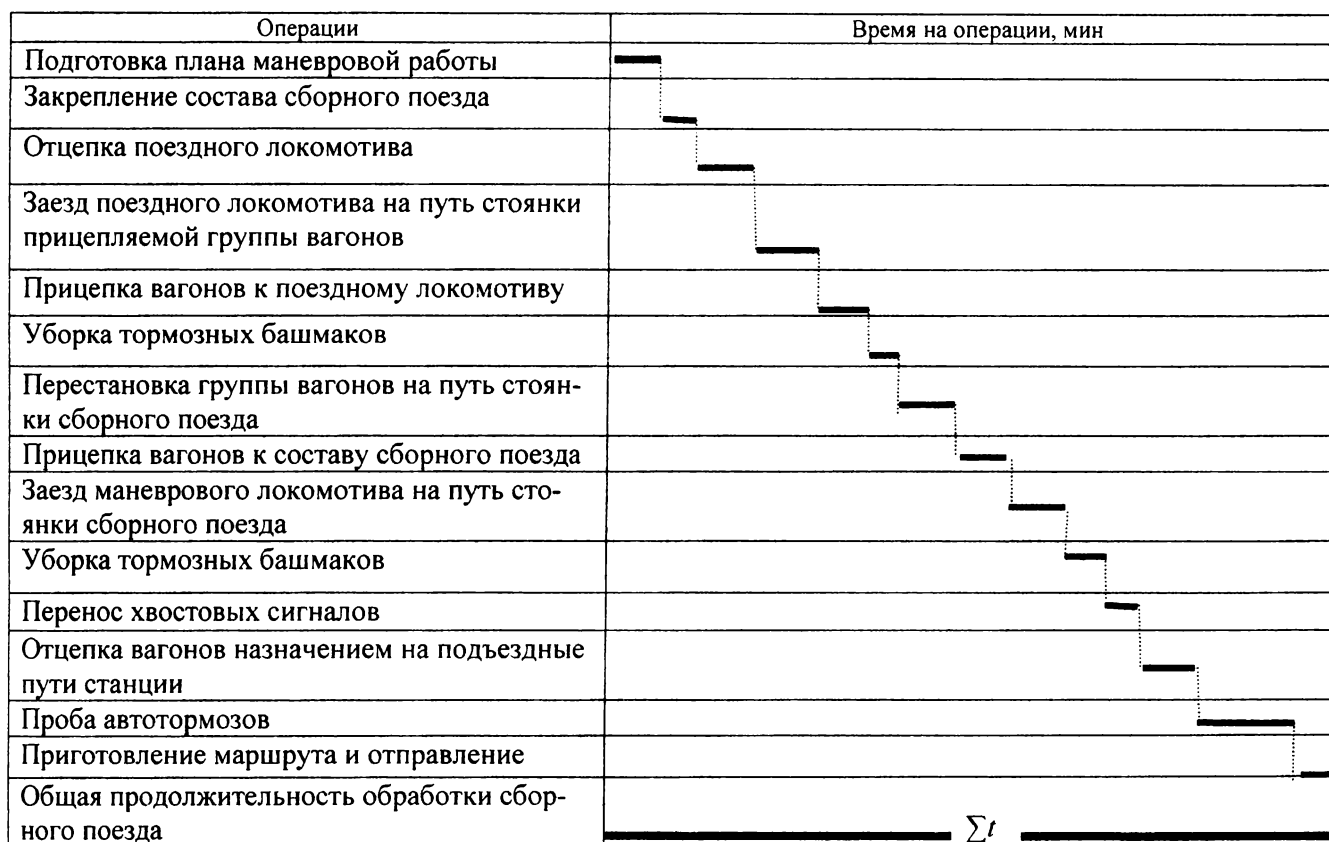 Операции
Время на операции, мин
Подготовка плана маневровой работы
Закрепление состава сборного поезда
Отцепка поездного локомотива
Заезд поездного локомотива на путь стоянки
прицепляемой группы вагонов
Прицепка вагонов к поездному локомотиву
Уборка тормозных башмаков
Перестановка группы вагонов на путь стоян-
ки сборного поезда
Прицепка вагонов к составу сборного поезда
Заезд маневрового локомотива на путь сто-
янки сборного поезда
Уборка тормозных башмаков
Перенос хвостовых сигналов
Отцепка вагонов назначением на подъездные
пути станции
Проба автотормозов
Приготовление маршрута и отправление
Общая продолжительность обработки сбор-
ного поезда
∑t